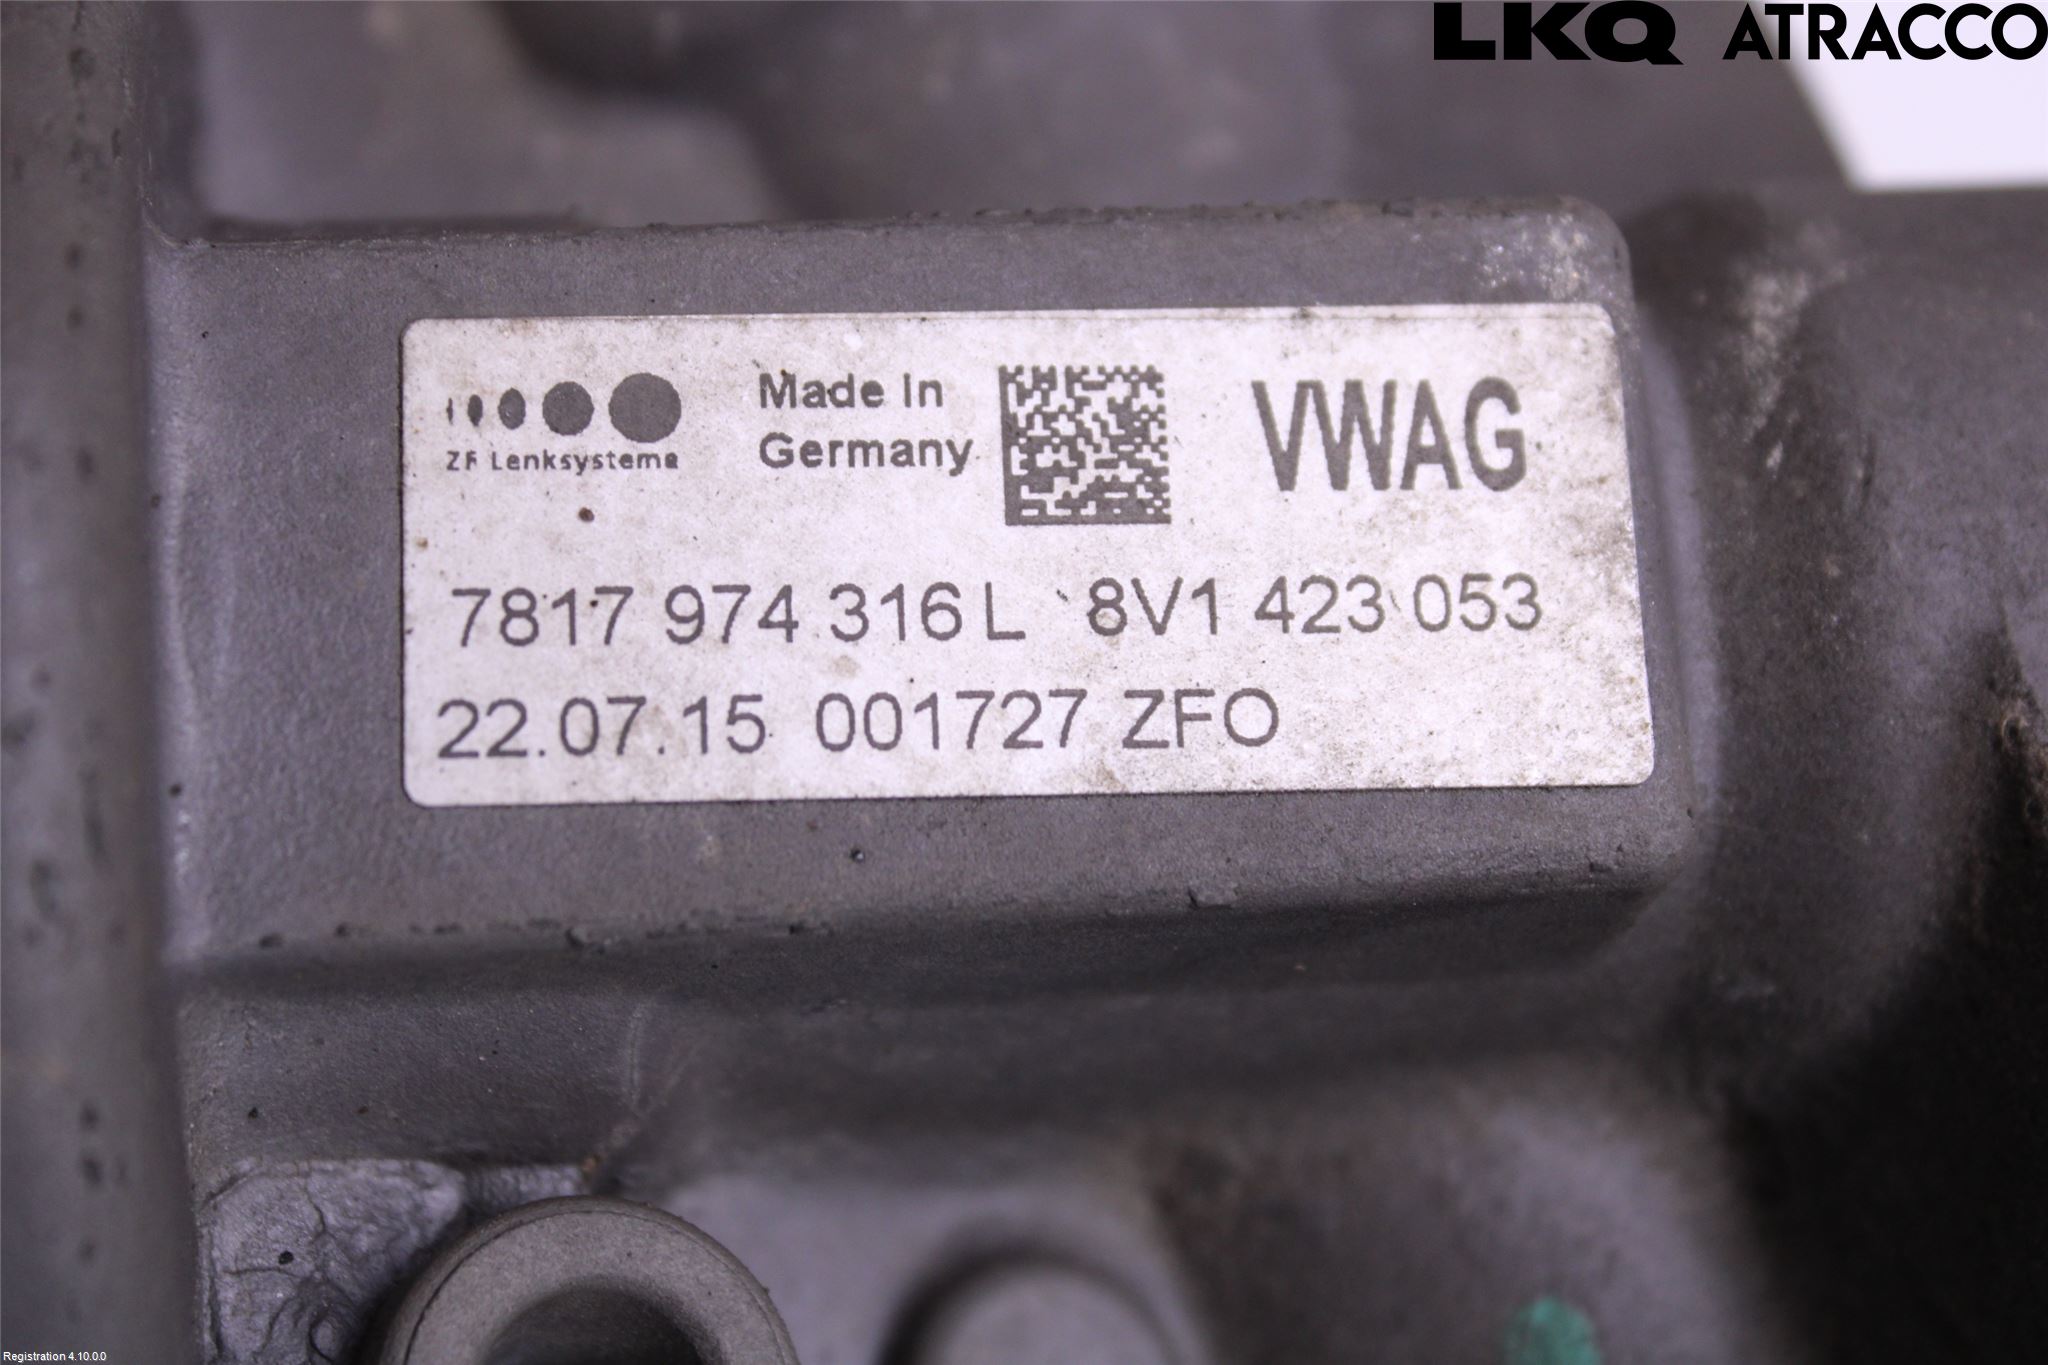 LKQ ATRACCO
ZF Lenksysteme
Made in
Germany
VWAG
7817 974 316 L 8V1 423 053
22.07.15 001727 ZFO
Registration 4.10.0.0